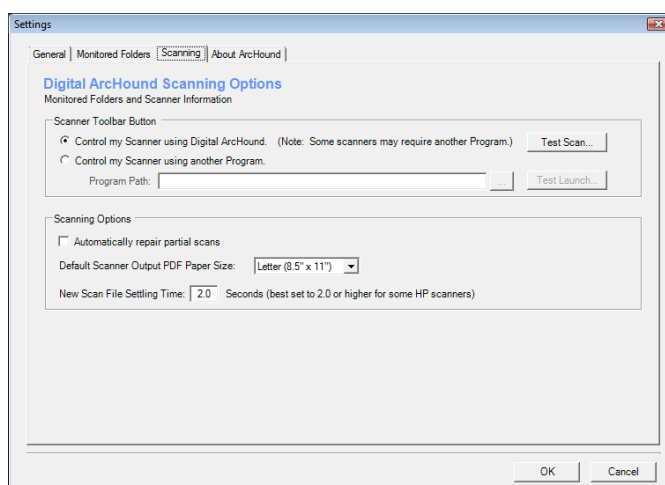 Settings
General Monitored Folders Scanning About ArcHound
Digital ArcHound Scanning Options
Monitored Folders and Scanner Information
Scanner Toolbar Button
Control my Scanner using Digital ArcHound. (Note: Some scanners may require another Program.) Test Scan...
Control my Scanner using another Program.
Program Path: ... Test Launch...
Scanning Options
Automatically repair partial scans
Default Scanner Output PDF Paper Size: Letter (8.5" x 11")
New Scan File Settling Time: 2.0 Seconds (best set to 2.0 or higher for some HP scanners)
OK Cancel